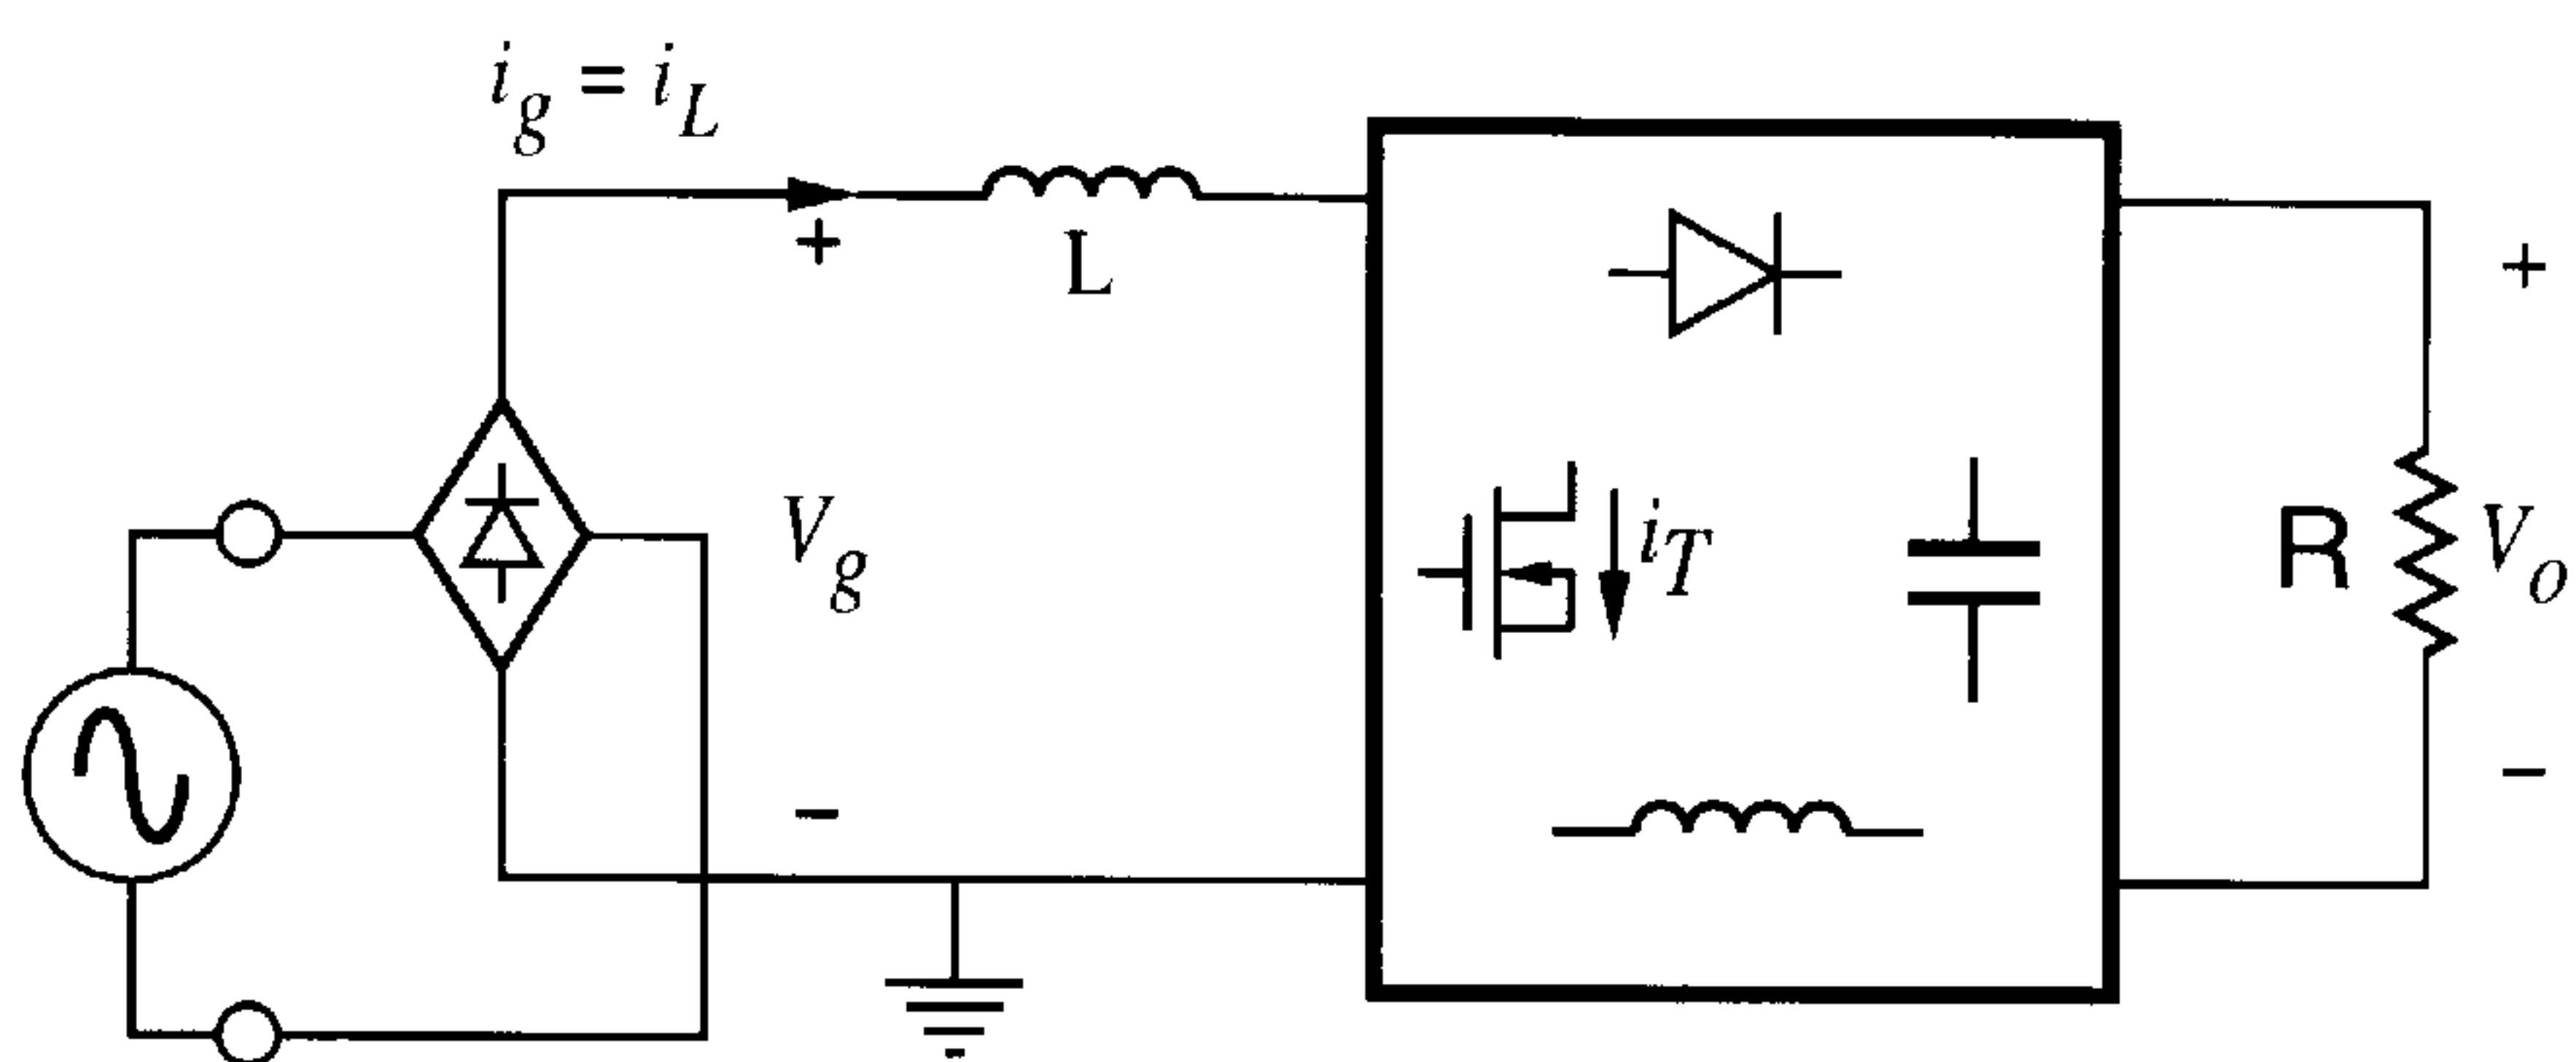 i_g = i_L
+
L
+
V_g
i_T
R
V_o
−
−